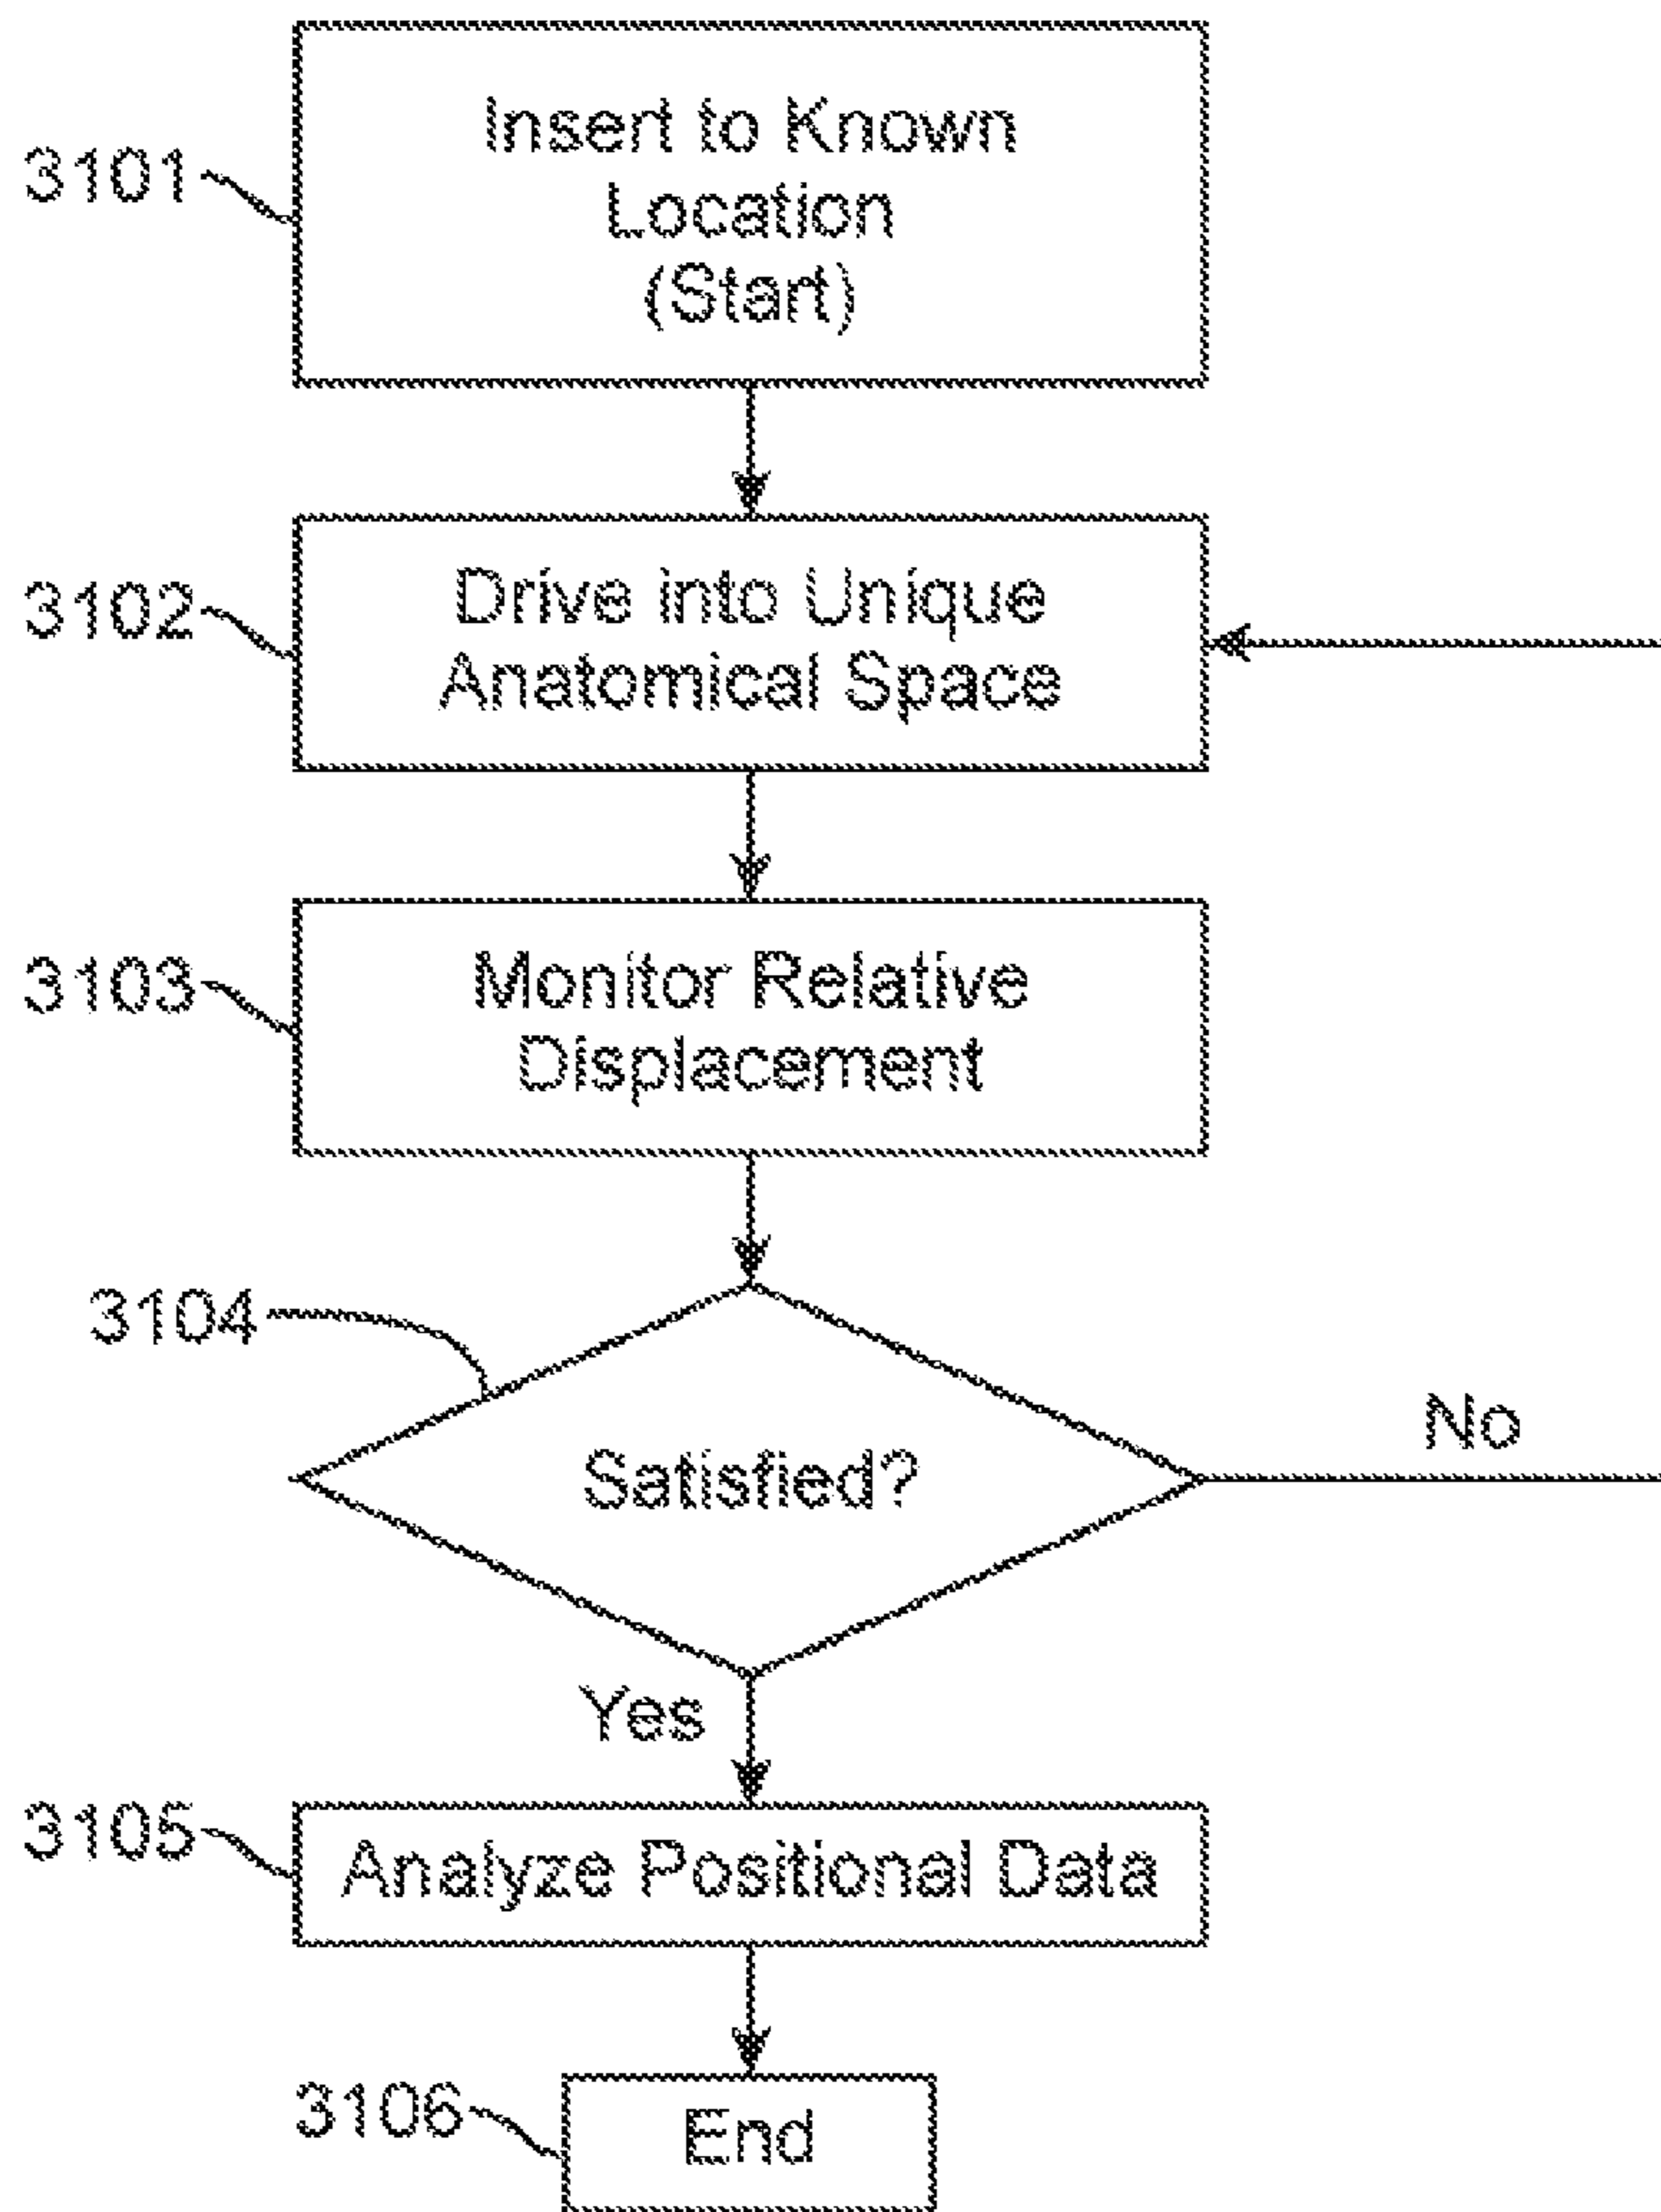 3101
Insert to Known
Location
(Start)
3102
Drive into Unique
Anatomical Space
3103
Monitor Relative
Displacement
3104
Satisfied?
No
Yes
3105
Analyze Positional Data
3106
End